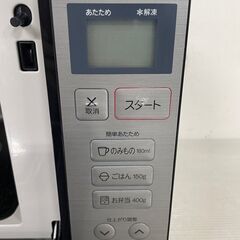 あたため ❄解凍
取消
スタート
簡単あたため
のみもの 180ml
ごはん 150g
お弁当 400g
仕上がり調節